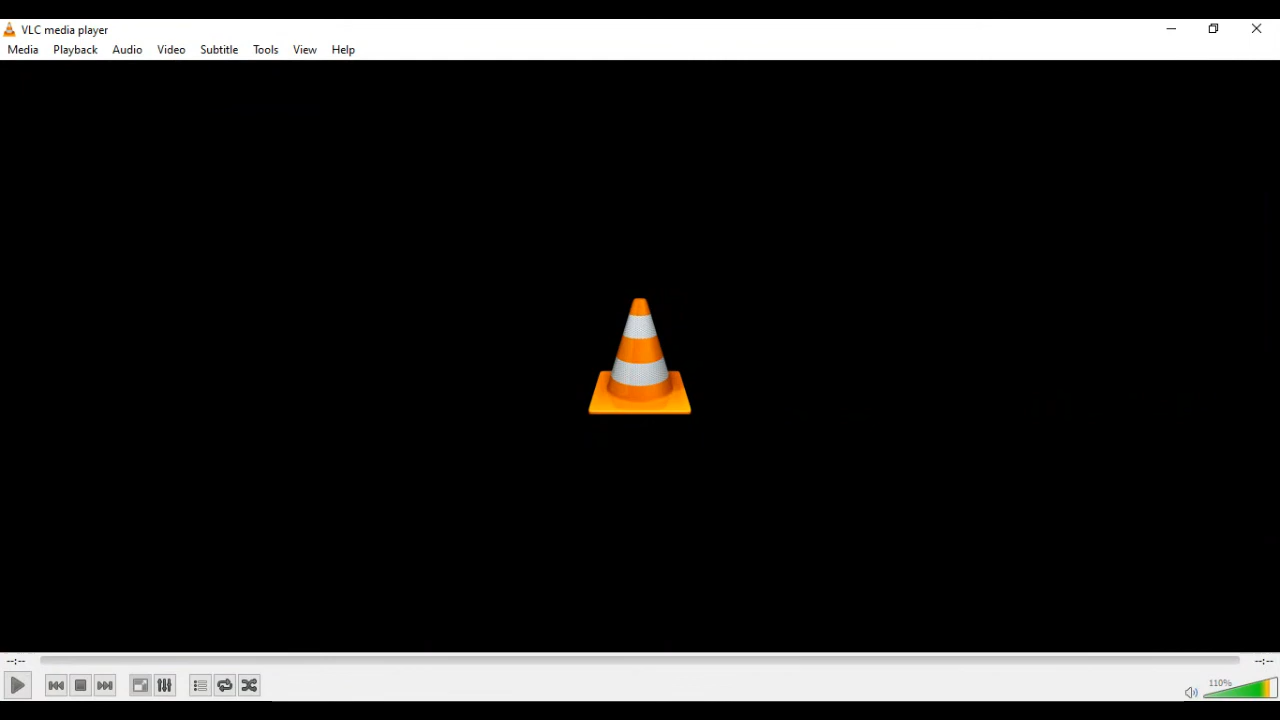 VLC media player
Media Playback Audio Video Subtitle Tools View Help
--:-- --:--
110%